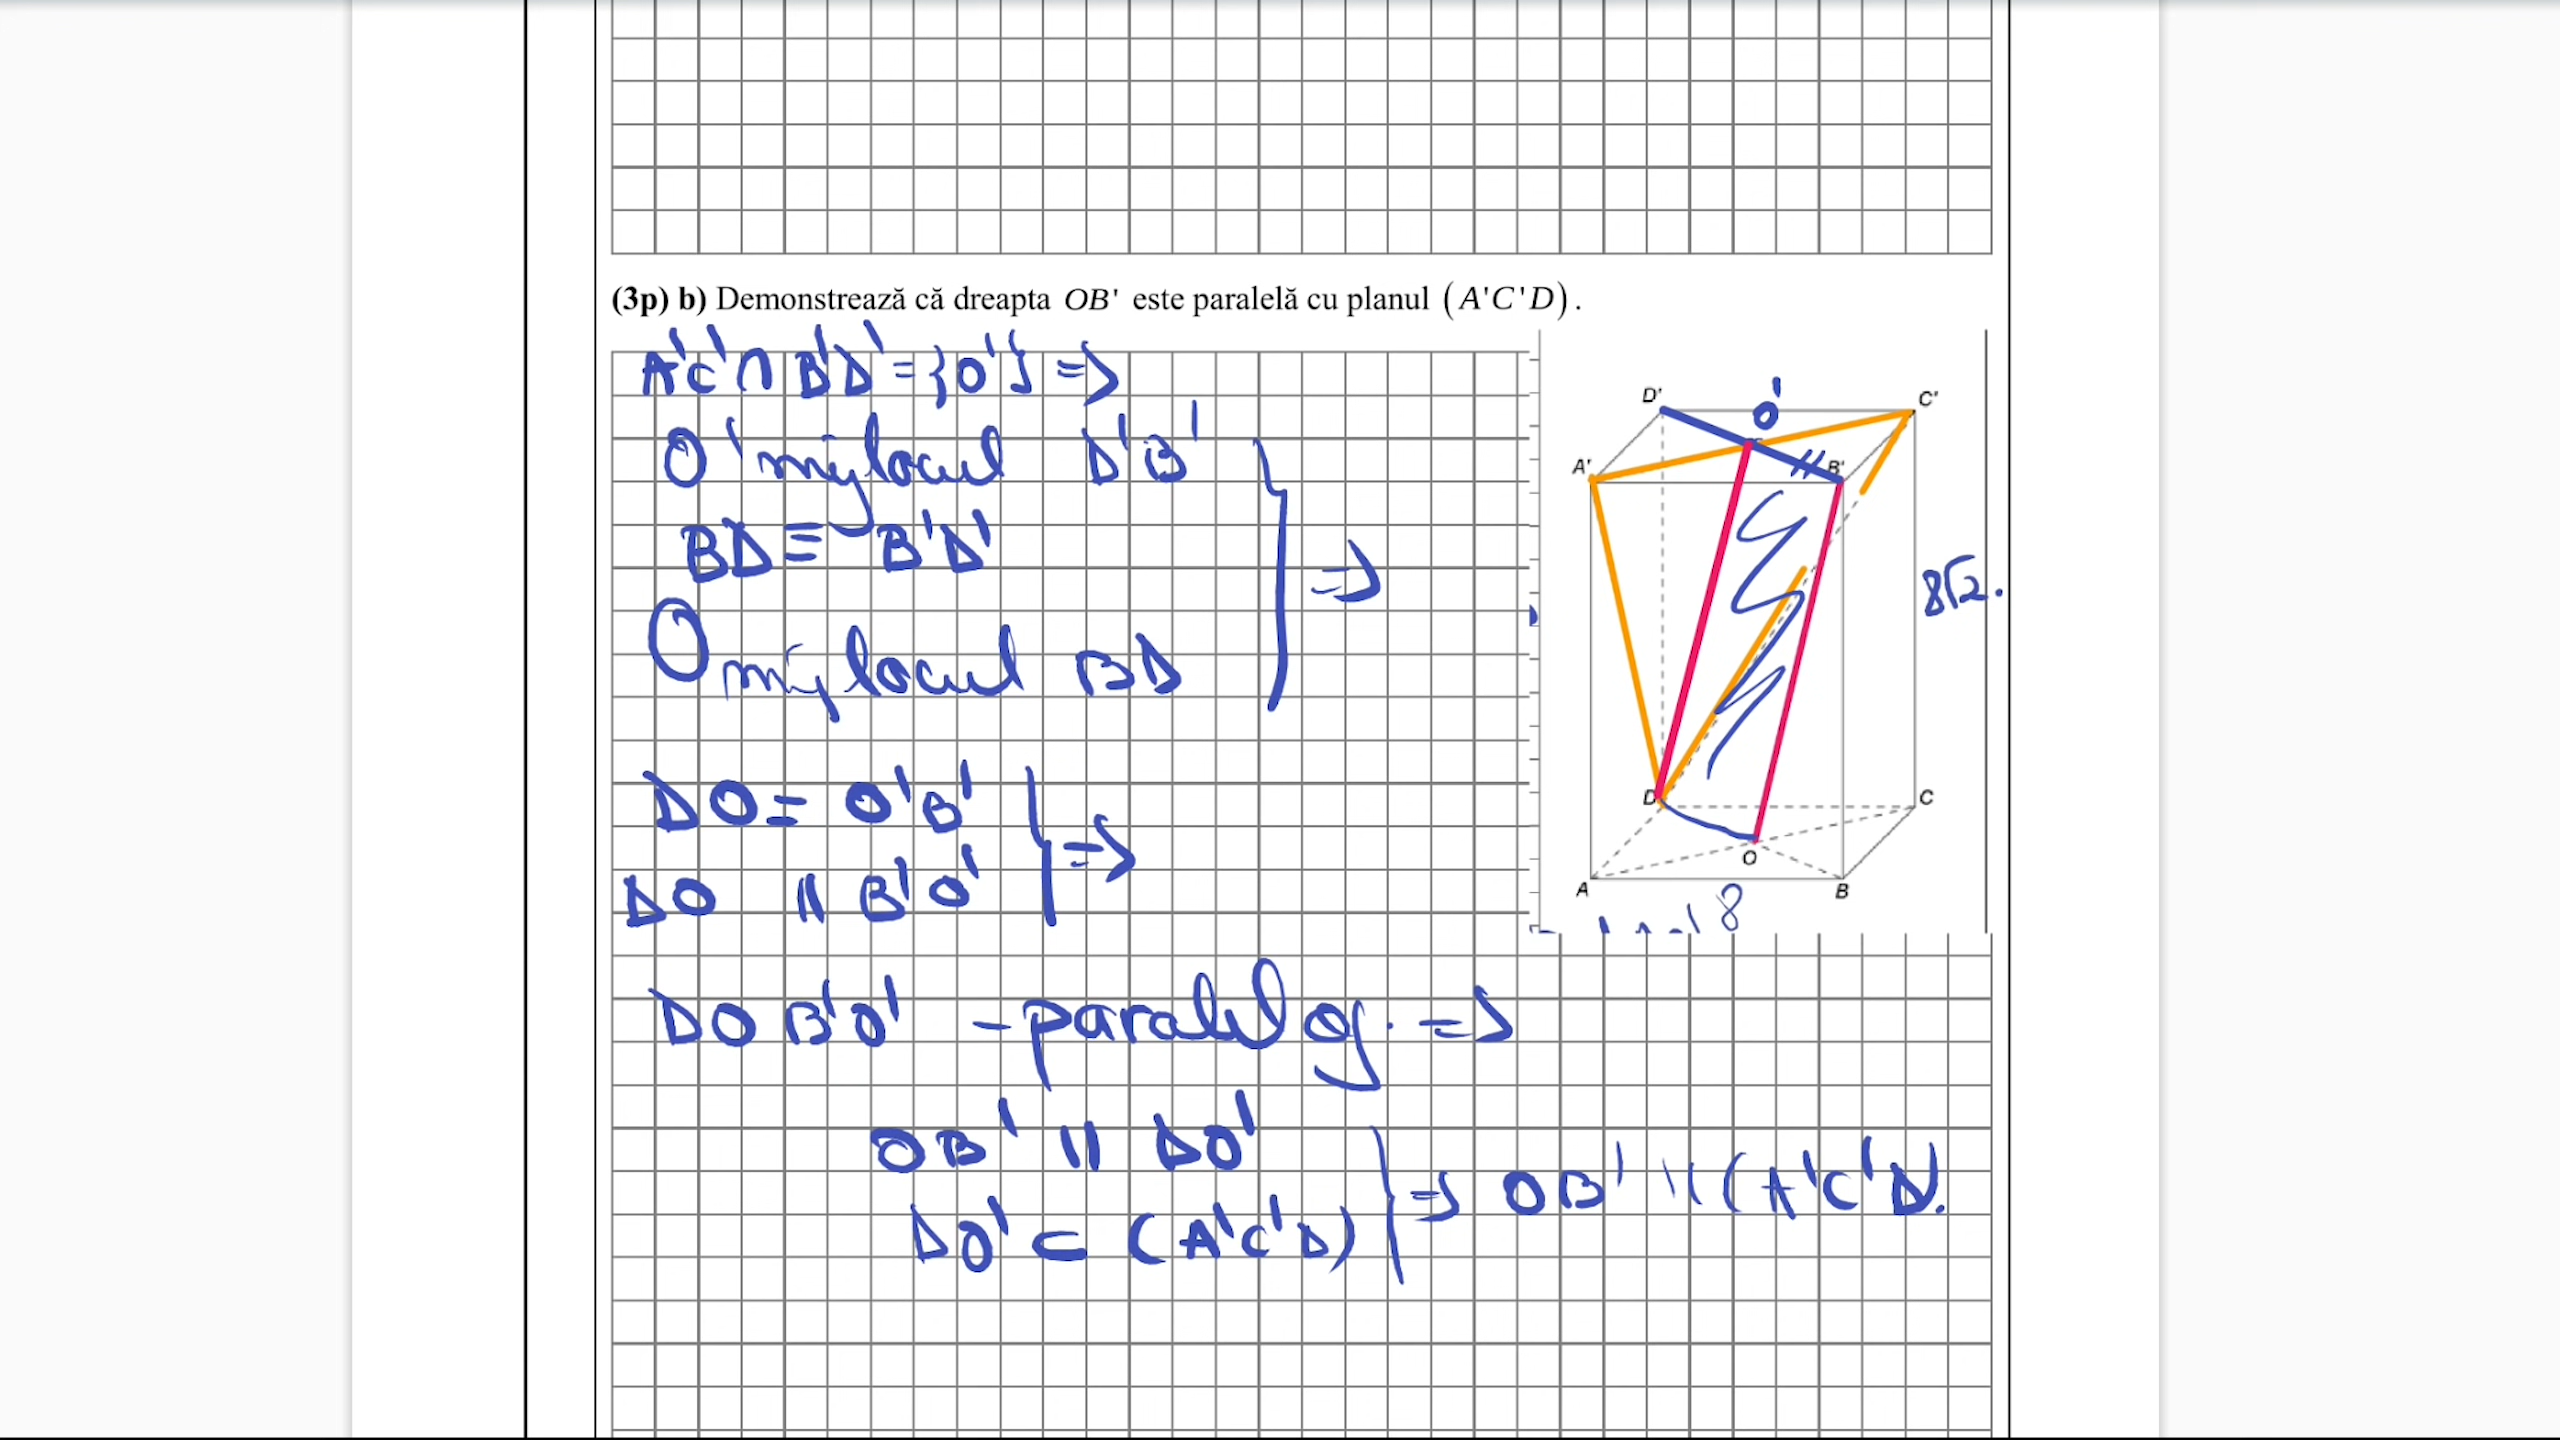 (3p) b) Demonstrează că dreapta OB' este paralelă cu planul (A'C'D).
A'C' ∩ B'D' = {O'} =>
O' mijlocul D'B'
BD ≡ B'D'
O mijlocul BD
=>
DO = O'B'
DO || B'O'
=>
DO B'O' - paralelog. =>
OB' || DO'
DO' ⊂ (A'C'D)
=> OB' || (A'C'D).
D'
O'
C'
A'
B'
8√2.
D
C
O
A
B
8